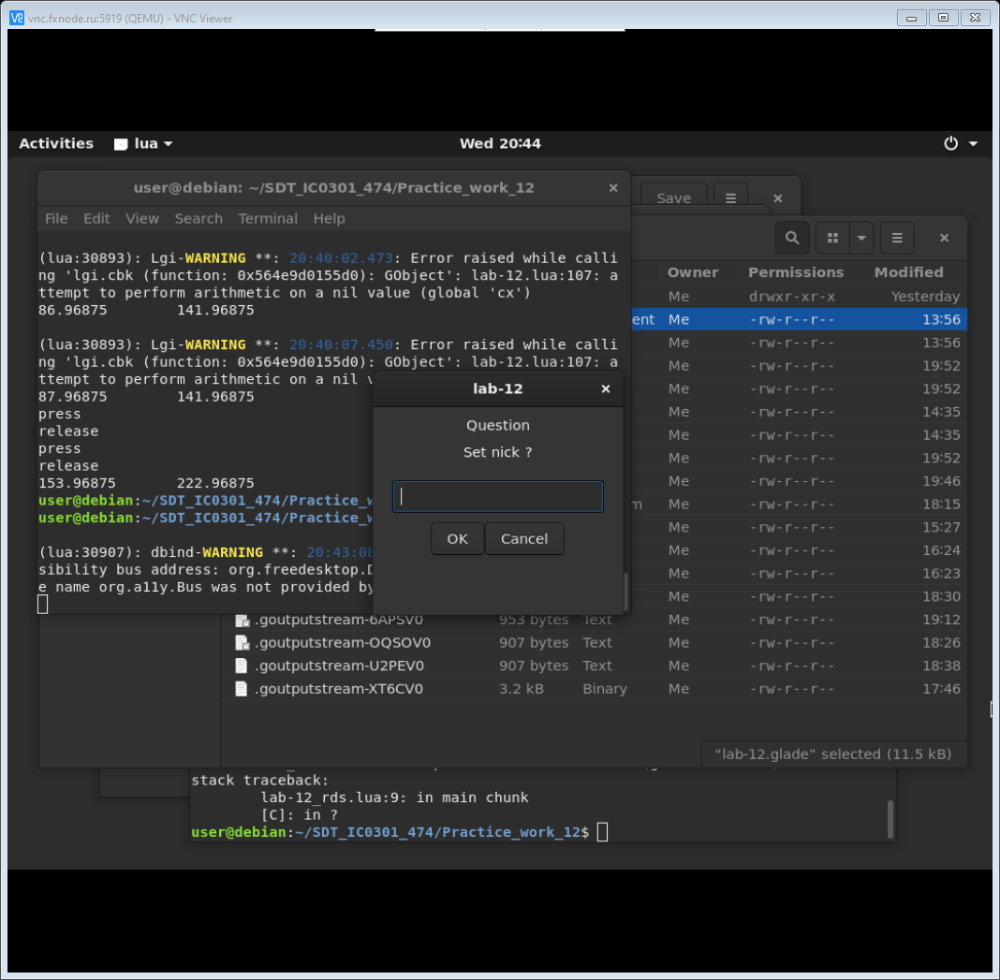 vnc.fxnode.ru:5919 (QEMU) - VNC Viewer
Activities lua Wed 20:44
user@debian: ~/SDT_IC0301_474/Practice_work_12
File Edit View Search Terminal Help
(lua:30893): Lgi-WARNING **: 20:40:02.473: Error raised while calli
ng 'lgi.cbk (function: 0x564e9d0155d0): GObject': lab-12.lua:107: a
ttempt to perform arithmetic on a nil value (global 'cx')
86.96875 141.96875
(lua:30893): Lgi-WARNING **: 20:40:07.450: Error raised while calli
ng 'lgi.cbk (function: 0x564e9d0155d0): GObject': lab-12.lua:107: a
ttempt to perform arithmetic on a nil v
87.96875 141.96875
press
release
press
release
153.96875 222.96875
user@debian:~/SDT_IC0301_474/Practice_w
user@debian:~/SDT_IC0301_474/Practice_w
(lua:30907): dbind-WARNING **: 20:43:08
sibility bus address: org.freedesktop.D
e name org.a11y.Bus was not provided by
lab-12
Question
Set nick ?
OK Cancel
Save
Owner Permissions Modified
Me drwxr-xr-x Yesterday
ent Me -rw-r--r-- 13:56
Me -rw-r--r-- 13:56
Me -rw-r--r-- 19:52
Me -rw-r--r-- 19:52
Me -rw-r--r-- 14:35
Me -rw-r--r-- 14:35
Me -rw-r--r-- 19:52
Me -rw-r--r-- 19:46
m Me -rw-r--r-- 18:15
Me -rw-r--r-- 15:27
Me -rw-r--r-- 16:24
Me -rw-r--r-- 16:23
Me -rw-r--r-- 18:30
.goutputstream-6APSV0 953 bytes Text Me -rw-r--r-- 19:12
.goutputstream-OQSOV0 907 bytes Text Me -rw-r--r-- 18:26
.goutputstream-U2PEV0 907 bytes Text Me -rw-r--r-- 18:38
.goutputstream-XT6CV0 3.2 kB Binary Me -rw-r--r-- 17:46
“lab-12.glade” selected (11.5 kB)
stack traceback:
lab-12_rds.lua:9: in main chunk
[C]: in ?
user@debian:~/SDT_IC0301_474/Practice_work_12$